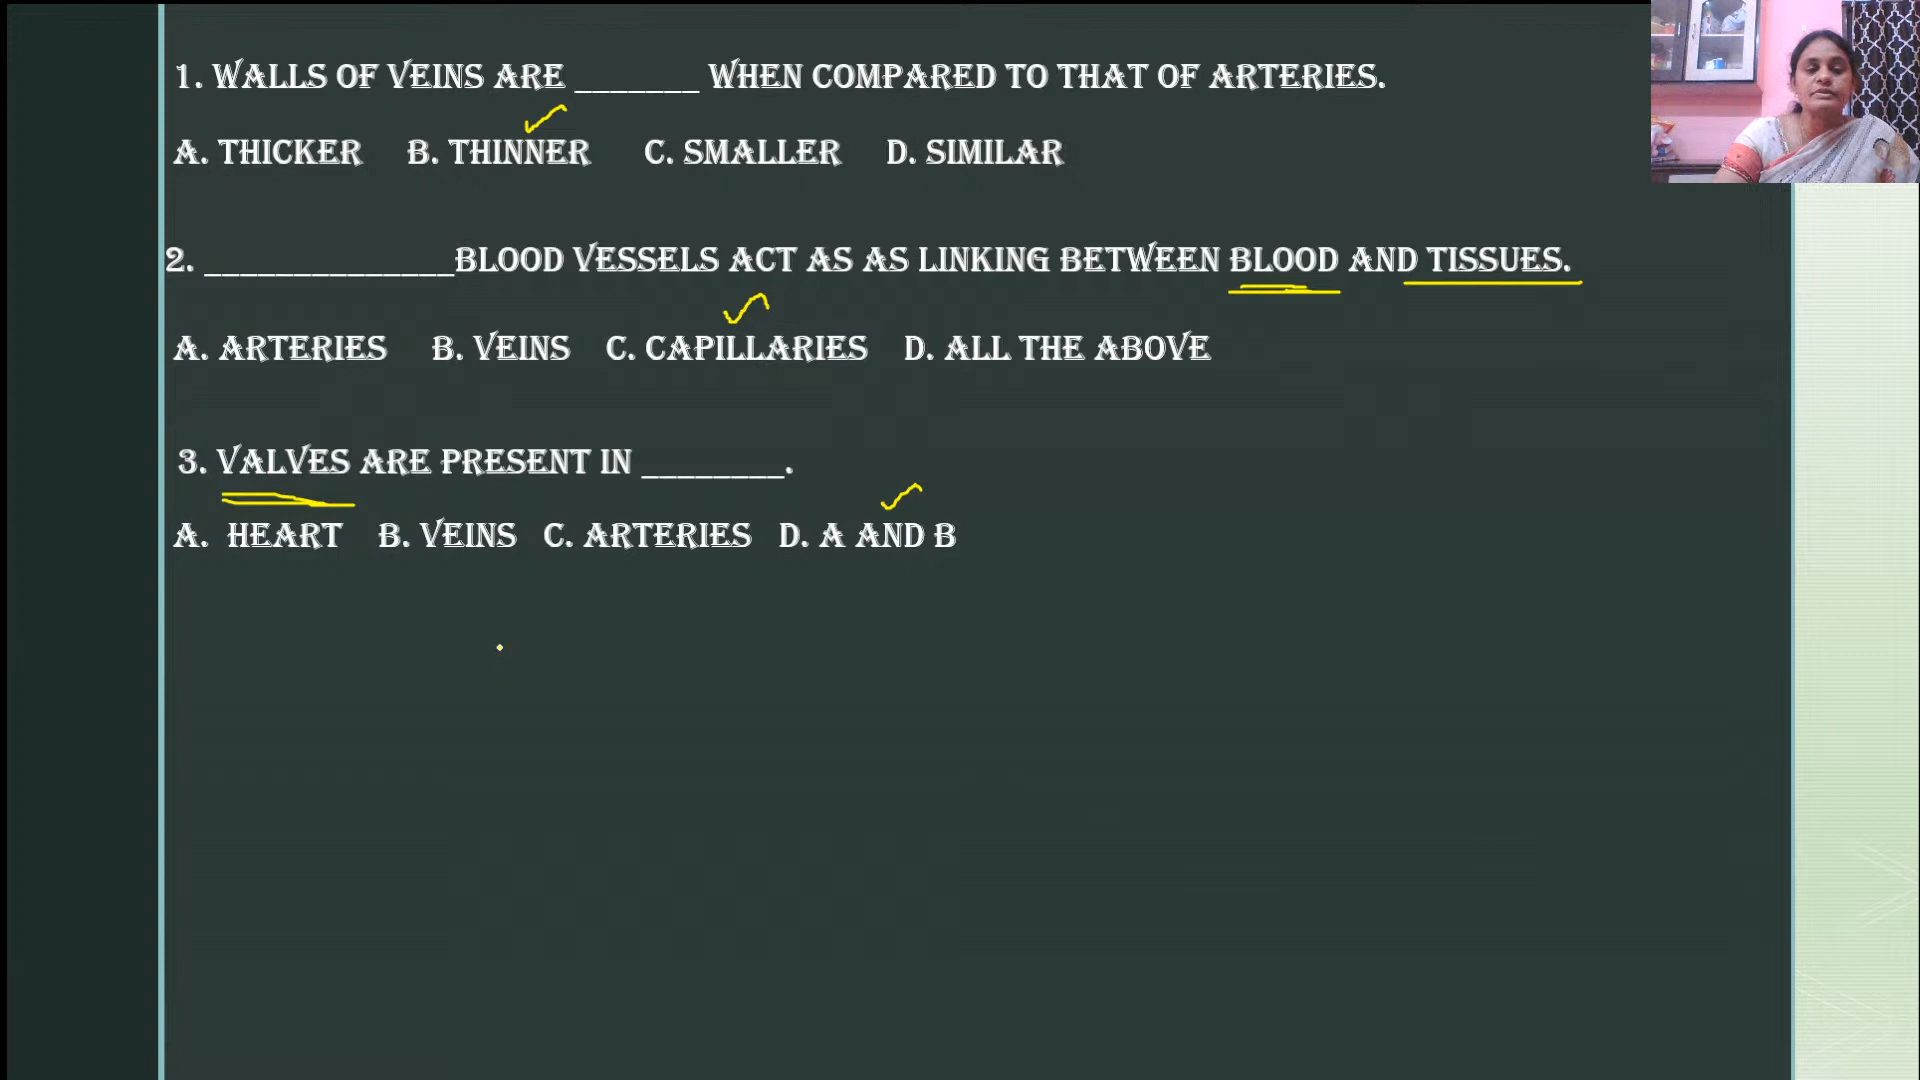 1. WALLS OF VEINS ARE _______ WHEN COMPARED TO THAT OF ARTERIES.
A. THICKER B. THINNER C. SMALLER D. SIMILAR
2. ______________BLOOD VESSELS ACT AS AS LINKING BETWEEN BLOOD AND TISSUES.
A. ARTERIES B. VEINS C. CAPILLARIES D. ALL THE ABOVE
3. VALVES ARE PRESENT IN ________.
A. HEART B. VEINS C. ARTERIES D. A AND B